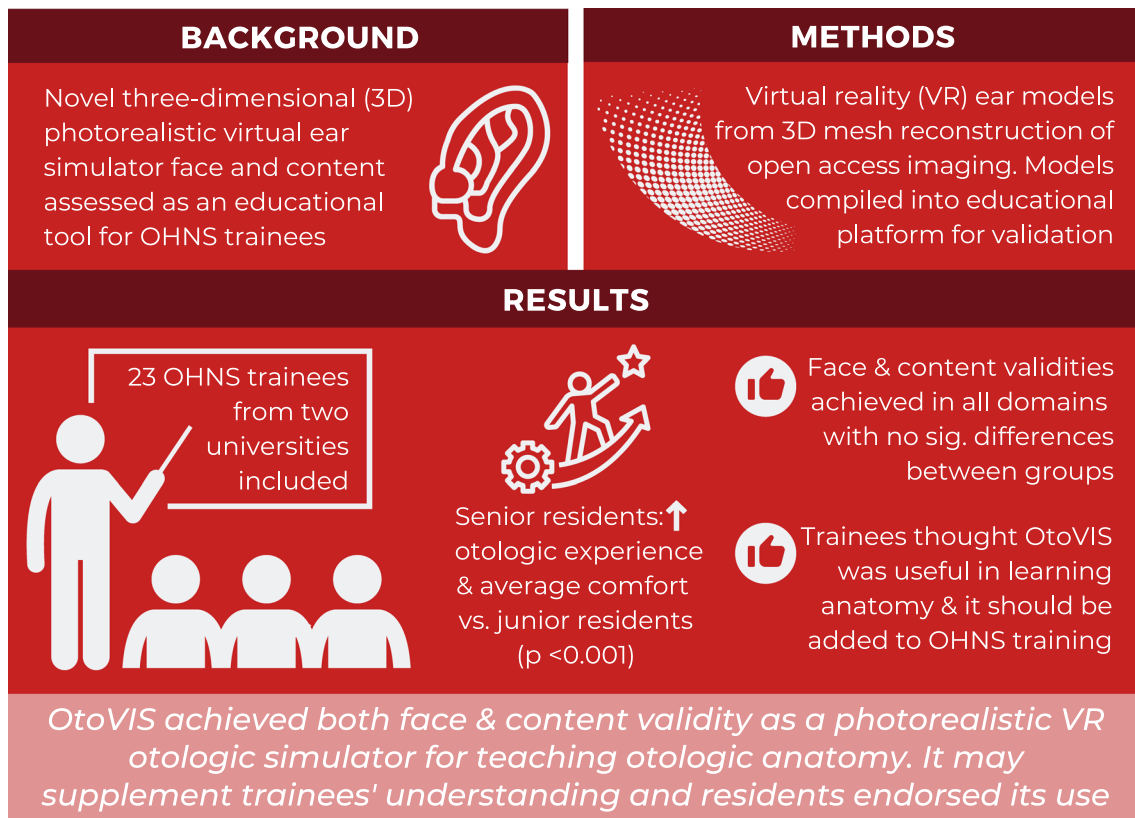 BACKGROUND
Novel three-dimensional (3D)
photorealistic virtual ear
simulator face and content
assessed as an educational
tool for OHNS trainees
METHODS
Virtual reality (VR) ear models
from 3D mesh reconstruction of
open access imaging. Models
compiled into educational
platform for validation
RESULTS
23 OHNS trainees
from two
universities
included
Senior residents:
otologic experience
& average comfort
vs. junior residents
(p <0.001)
Face & content validities
achieved in all domains
with no sig. differences
between groups
Trainees thought OtoVIS
was useful in learning
anatomy & it should be
added to OHNS training
OtoVIS achieved both face & content validity as a photorealistic VR
otologic simulator for teaching otologic anatomy. It may
supplement trainees' understanding and residents endorsed its use